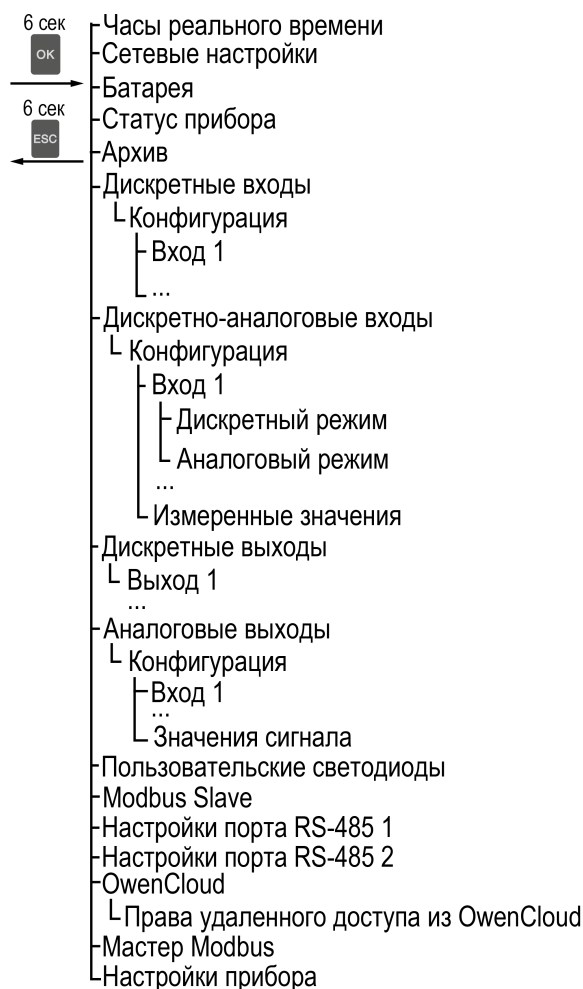 6 сек
OK
6 сек
ESC
Часы реального времени
Сетевые настройки
Батарея
Статус прибора
Архив
Дискретные входы
Конфигурация
Вход 1
...
Дискретно-аналоговые входы
Конфигурация
Вход 1
Дискретный режим
Аналоговый режим
...
Измеренные значения
Дискретные выходы
Выход 1
...
Аналоговые выходы
Конфигурация
Вход 1
...
Значения сигнала
Пользовательские светодиоды
Modbus Slave
Настройки порта RS-485 1
Настройки порта RS-485 2
OwenCloud
Права удаленного доступа из OwenCloud
Мастер Modbus
Настройки прибора